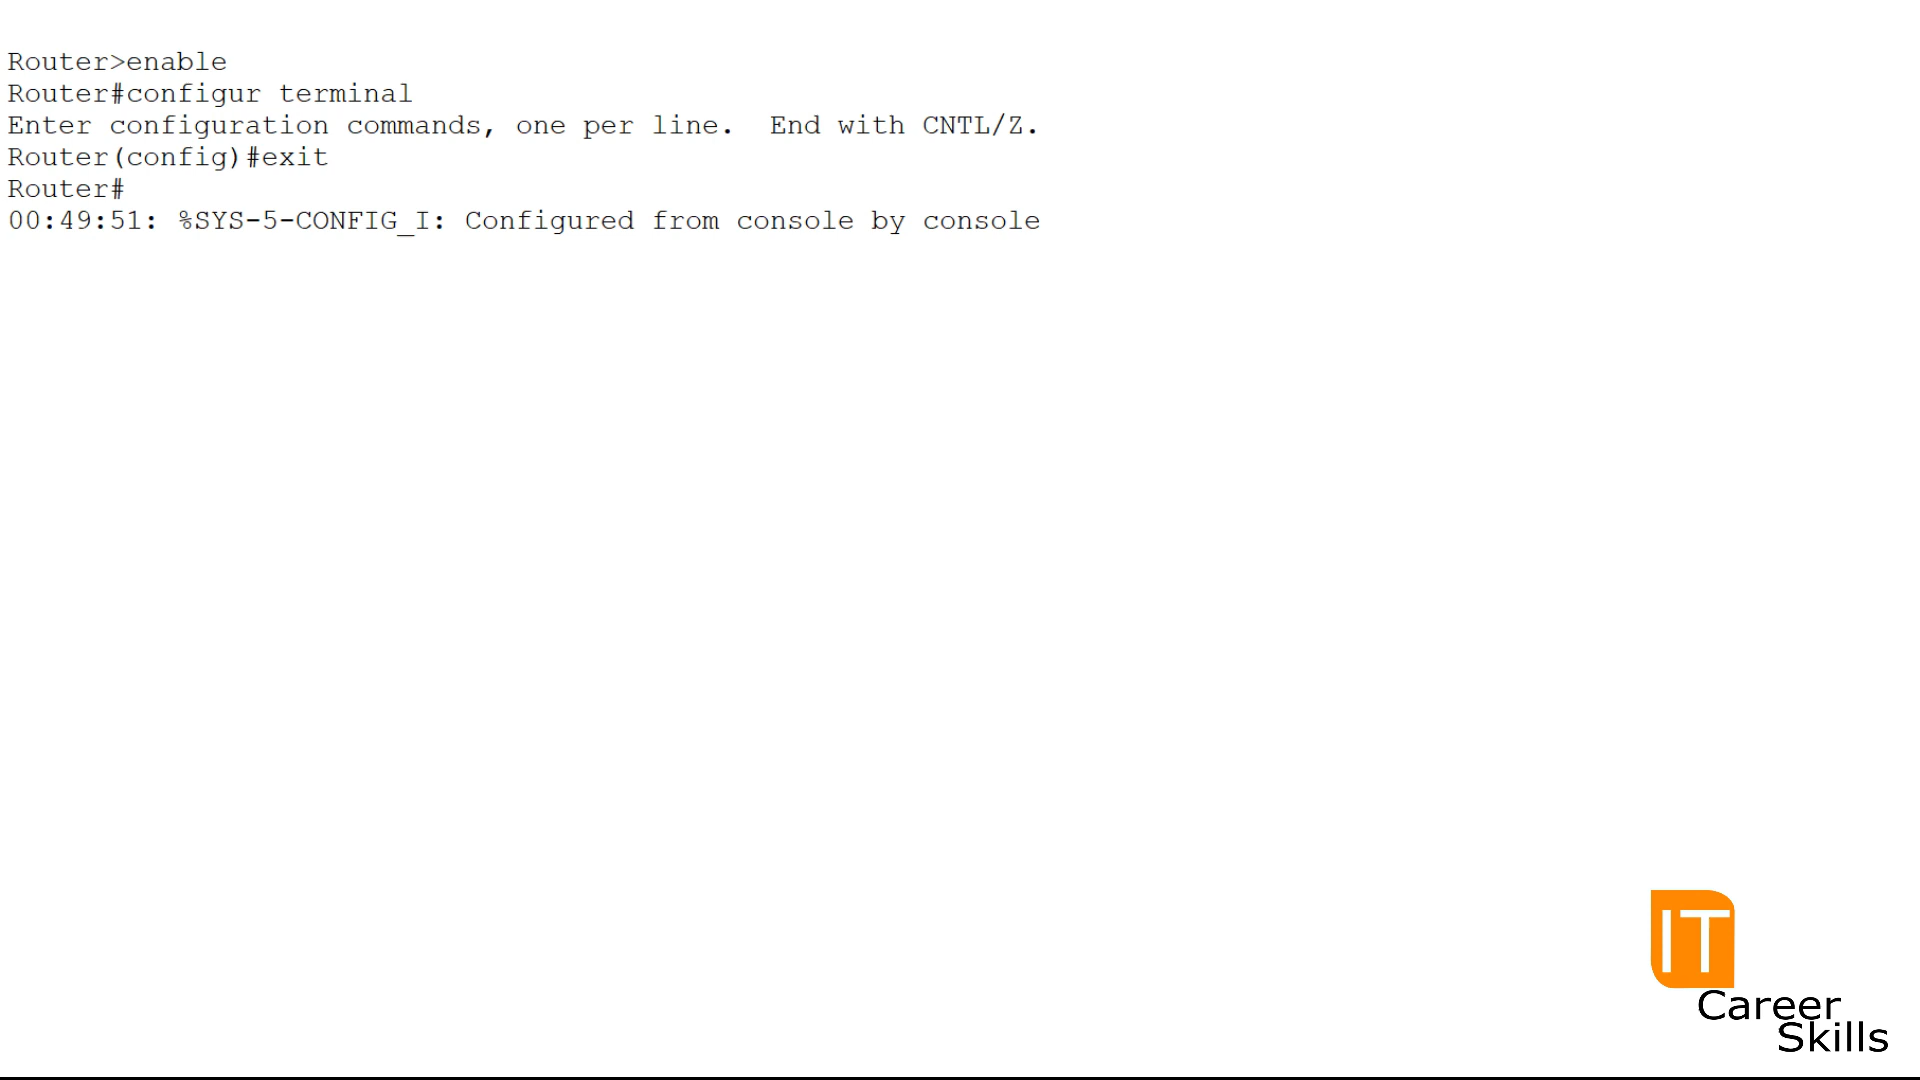 Router>enable
Router#configur terminal
Enter configuration commands, one per line.  End with CNTL/Z.
Router(config)#exit
Router#
00:49:51: %SYS-5-CONFIG_I: Configured from console by console
IT
Career
Skills